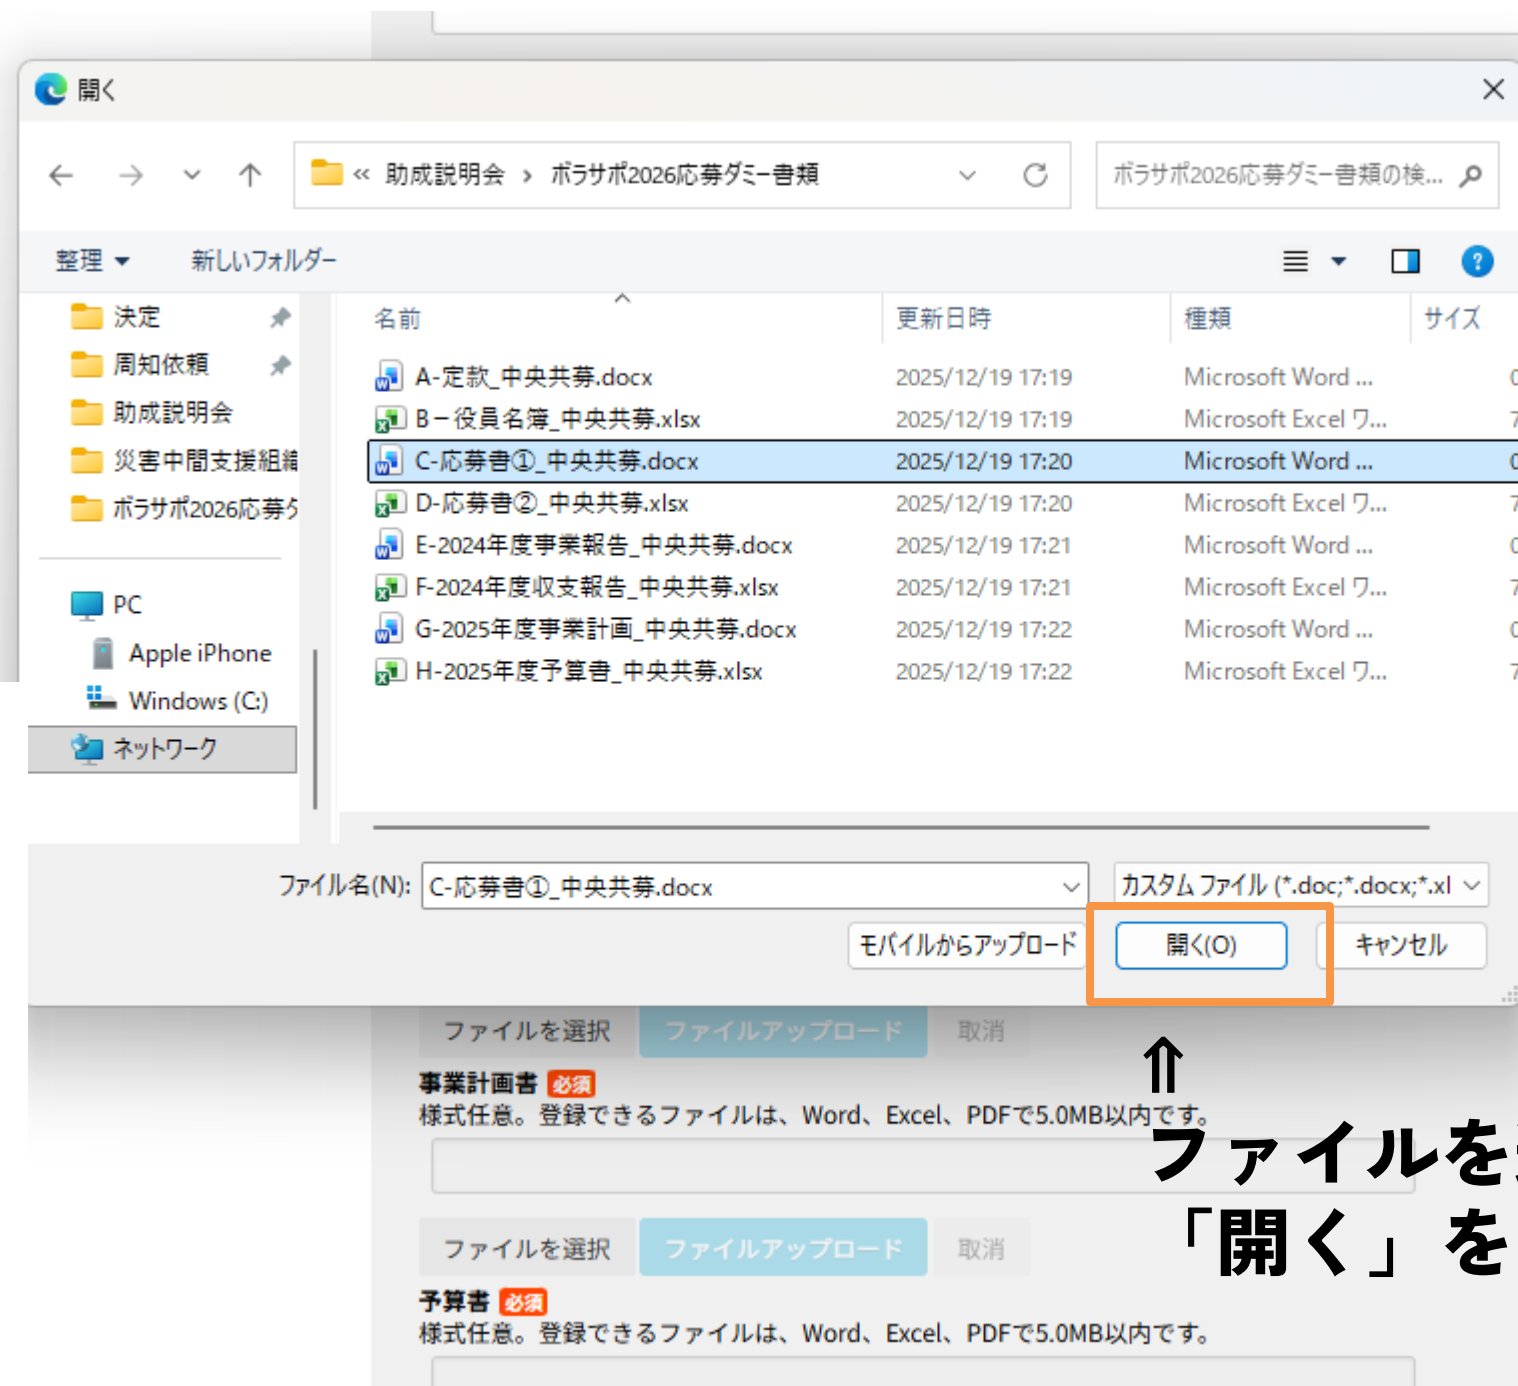 開く
« 助成説明会 › ボラサポ2026応募ダミー書類
ボラサポ2026応募ダミー書類の検...
整理
新しいフォルダー
決定
周知依頼
助成説明会
災害中間支援組織
ボラサポ2026応募ダ
PC
Apple iPhone
Windows (C:)
ネットワーク
名前 更新日時 種類 サイズ
A-定款_中央共募.docx 2025/12/19 17:19 Microsoft Word ... 0
B－役員名簿_中央共募.xlsx 2025/12/19 17:19 Microsoft Excel ワ... 7
C-応募書①_中央共募.docx 2025/12/19 17:20 Microsoft Word ... 0
D-応募書②_中央共募.xlsx 2025/12/19 17:20 Microsoft Excel ワ... 7
E-2024年度事業報告_中央共募.docx 2025/12/19 17:21 Microsoft Word ... 0
F-2024年度収支報告_中央共募.xlsx 2025/12/19 17:21 Microsoft Excel ワ... 7
G-2025年度事業計画_中央共募.docx 2025/12/19 17:22 Microsoft Word ... 0
H-2025年度予算書_中央共募.xlsx 2025/12/19 17:22 Microsoft Excel ワ... 7
ファイル名(N): C-応募書①_中央共募.docx カスタム ファイル (*.doc;*.docx;*.xl
モバイルからアップロード 開く(O) キャンセル
ファイルを選択 ファイルアップロード 取消
⇑
事業計画書 必須
様式任意。登録できるファイルは、Word、Excel、PDFで5.0MB以内です。
ファイルを
「開く」を
ファイルを選択 ファイルアップロード 取消
予算書 必須
様式任意。登録できるファイルは、Word、Excel、PDFで5.0MB以内です。